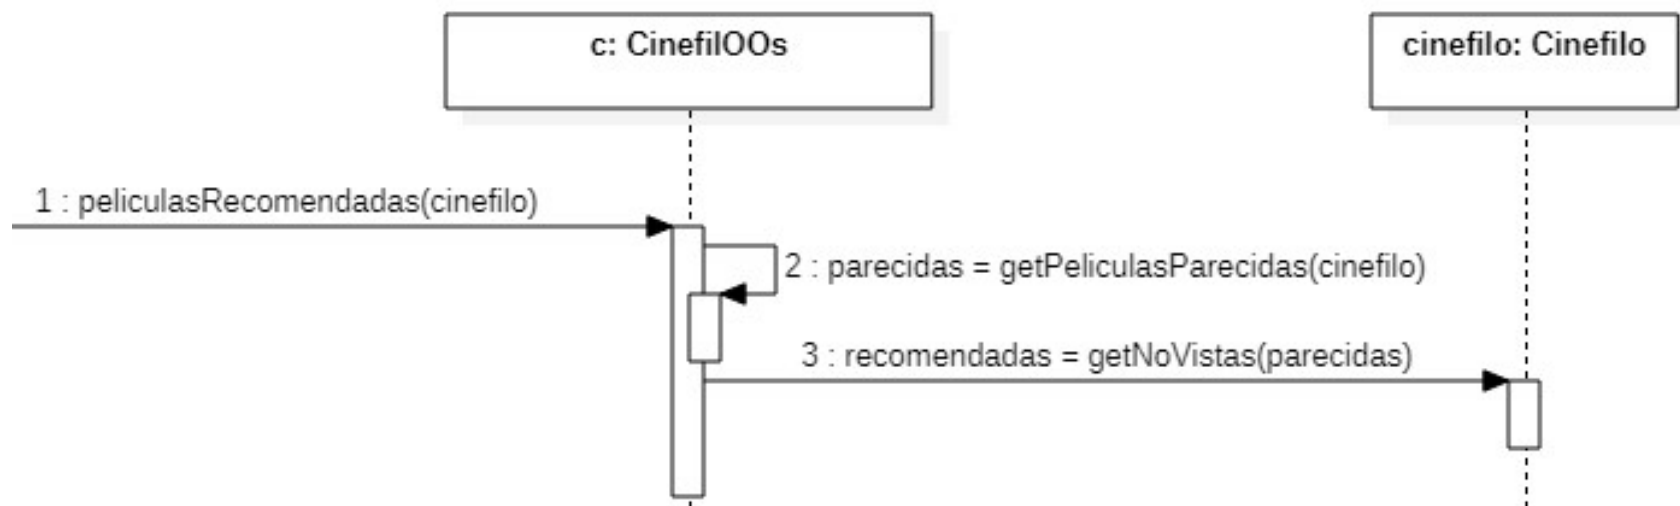 c: CinefilOOs
cinefilo: Cinefilo
1 : peliculasRecomendadas(cinefilo)
2 : parecidas = getPeliculasParecidas(cinefilo)
3 : recomendadas = getNoVistas(parecidas)